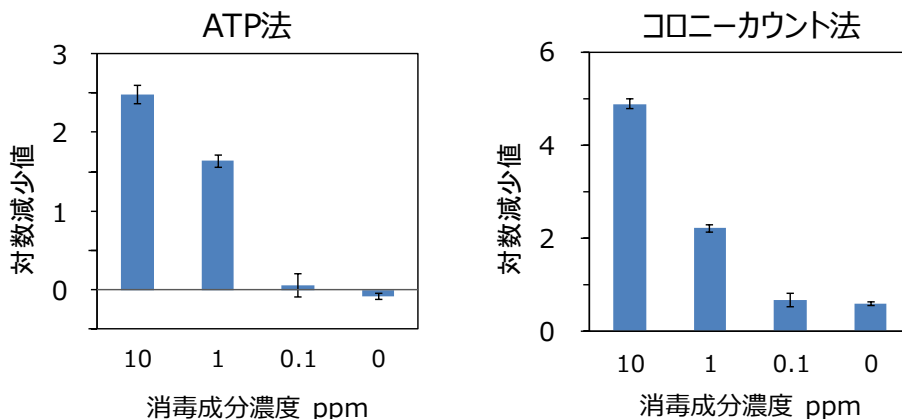 ATP法
3
2
1
0
対数減少値
10 1 0.1 0
消毒成分濃度 ppm
コロニーカウント法
6
4
2
0
対数減少値
10 1 0.1 0
消毒成分濃度 ppm